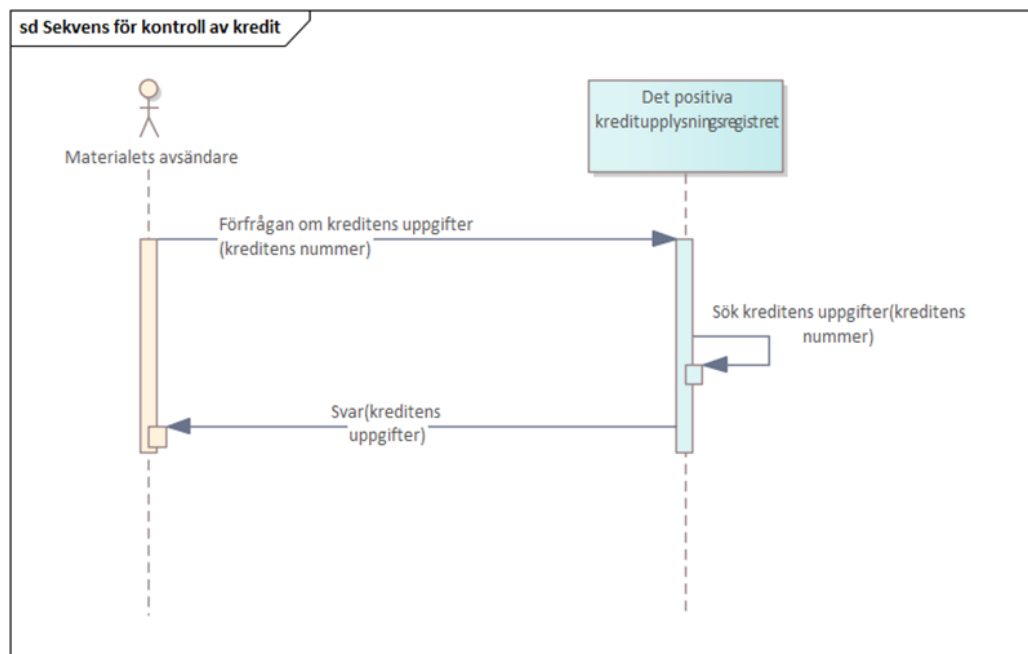 sd Sekvens för kontroll av kredit
Materialets avsändare
Det positiva
kreditupplysningsregistret
Förfrågan om kreditens uppgifter
(kreditens nummer)
Sök kreditens uppgifter(kreditens
nummer)
Svar(kreditens
uppgifter)